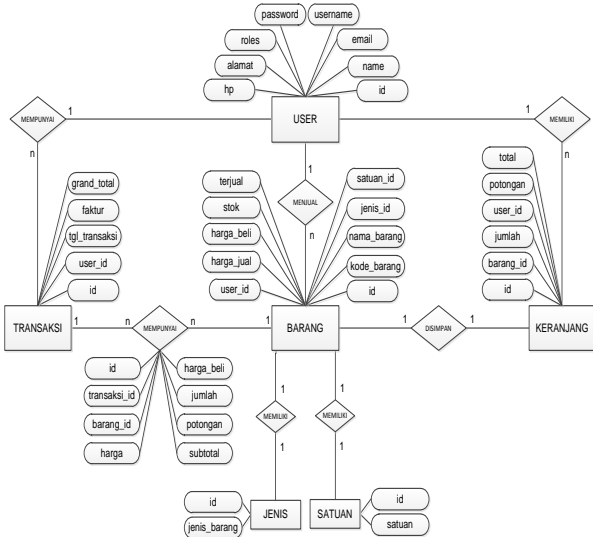 password
username
roles
email
alamat
name
hp
id
USER
1
1
MEMPUNYAI
MEMILIKI
n
n
1
MENJUAL
n
grand_total
faktur
tgl_transaksi
user_id
id
terjual
stok
harga_beli
harga_jual
user_id
satuan_id
jenis_id
nama_barang
kode_barang
id
total
potongan
user_id
jumlah
barang_id
id
TRANSAKSI
1
n
MEMPUNYAI
n
1
BARANG
1
DISIMPAN
1
KERANJANG
id
transaksi_id
barang_id
harga
harga_beli
jumlah
potongan
subtotal
1
1
MEMILIKI
MEMILIKI
1
1
id
jenis_barang
JENIS
SATUAN
id
satuan